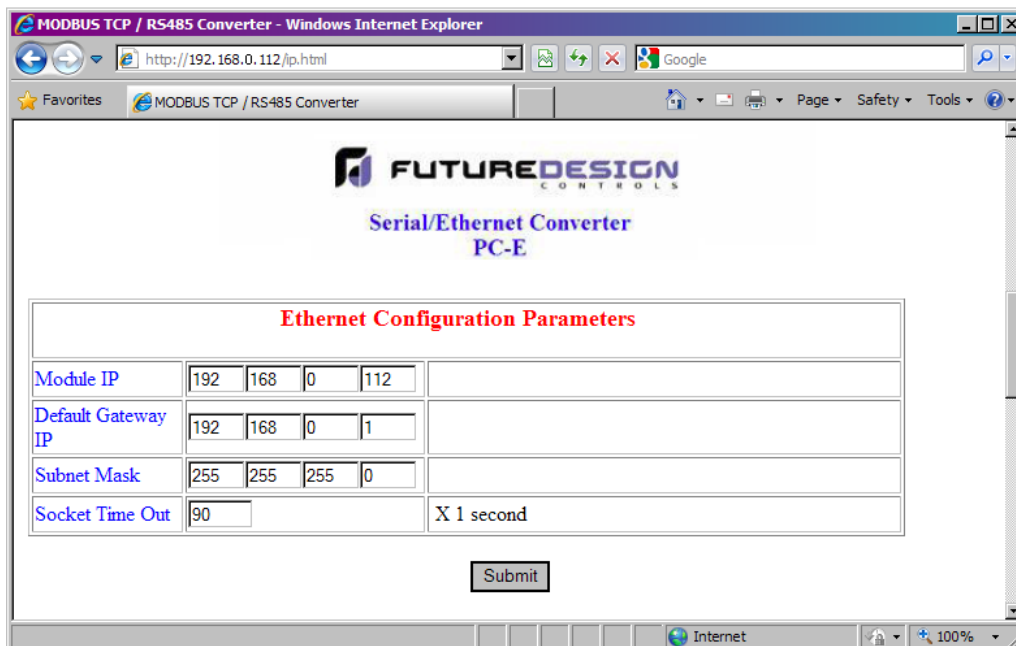 MODBUS TCP / RS485 Converter - Windows Internet Explorer
http://192.168.0.112/ip.html
Google
Favorites
MODBUS TCP / RS485 Converter
Page
Safety
Tools
FUTUREDESIGN
CONTROLS
Serial/Ethernet Converter
PC-E
Ethernet Configuration Parameters
Module IP 192 168 0 112
Default Gateway
IP
192 168 0 1
Subnet Mask 255 255 255 0
Socket Time Out 90 X 1 second
Submit
Internet 100%